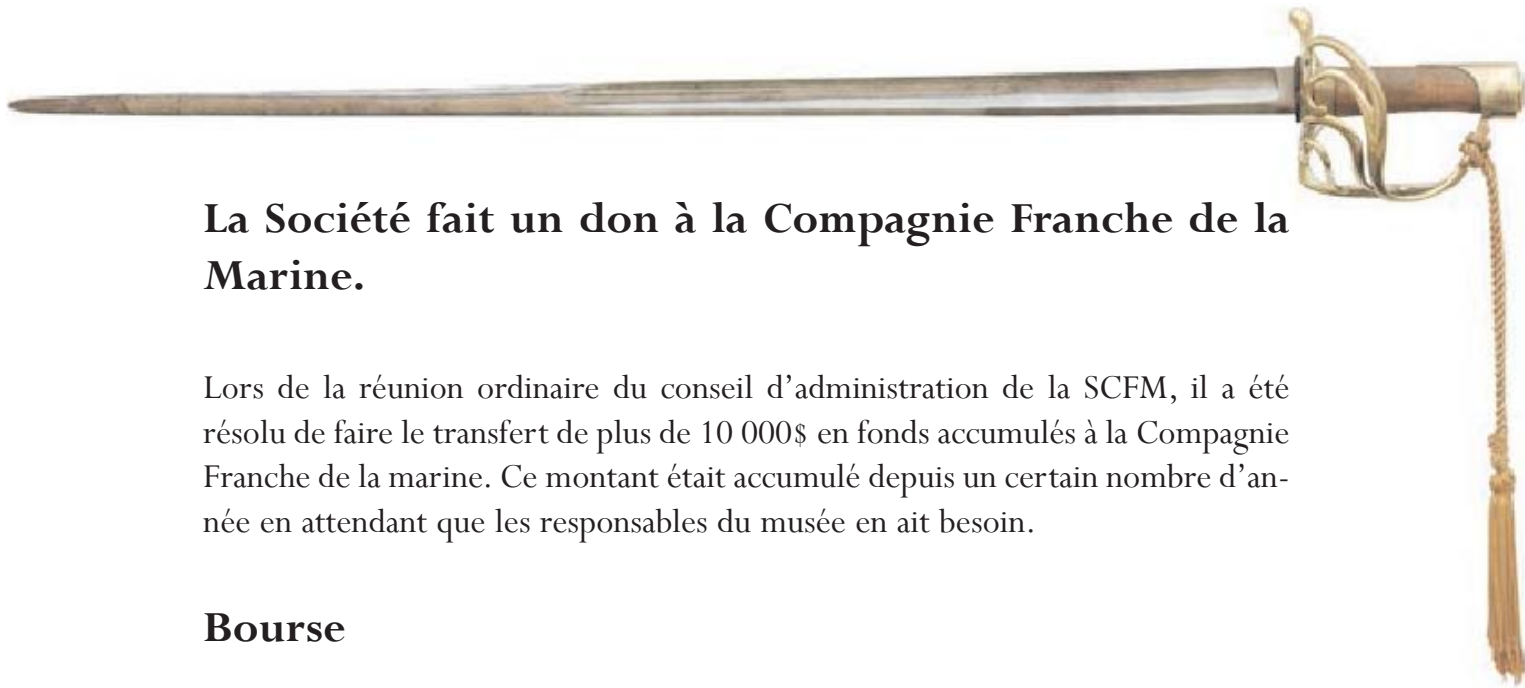 La Société fait un don à la Compagnie Franche de la
Marine.
Lors de la réunion ordinaire du conseil d’administration de la SCFM, il a été
résolu de faire le transfert de plus de 10 000$ en fonds accumulés à la Compagnie
Franche de la marine. Ce montant était accumulé depuis un certain nombre d’an-
née en attendant que les responsables du musée en ait besoin.
Bourse